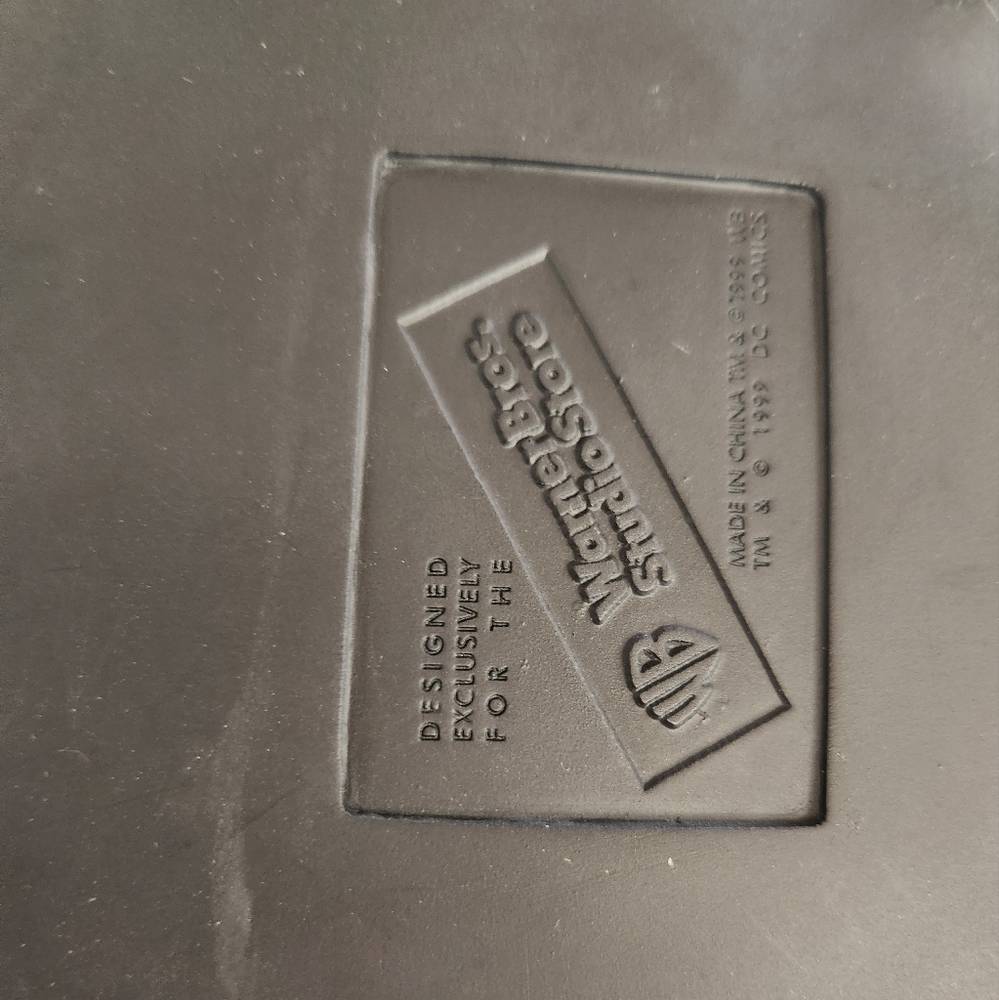 DESIGNED
EXCLUSIVELY
FOR THE
Warner Bros.
Studio Store
WB
MADE IN CHINA TM & © 1999 WB
TM & © 1999 DC COMICS